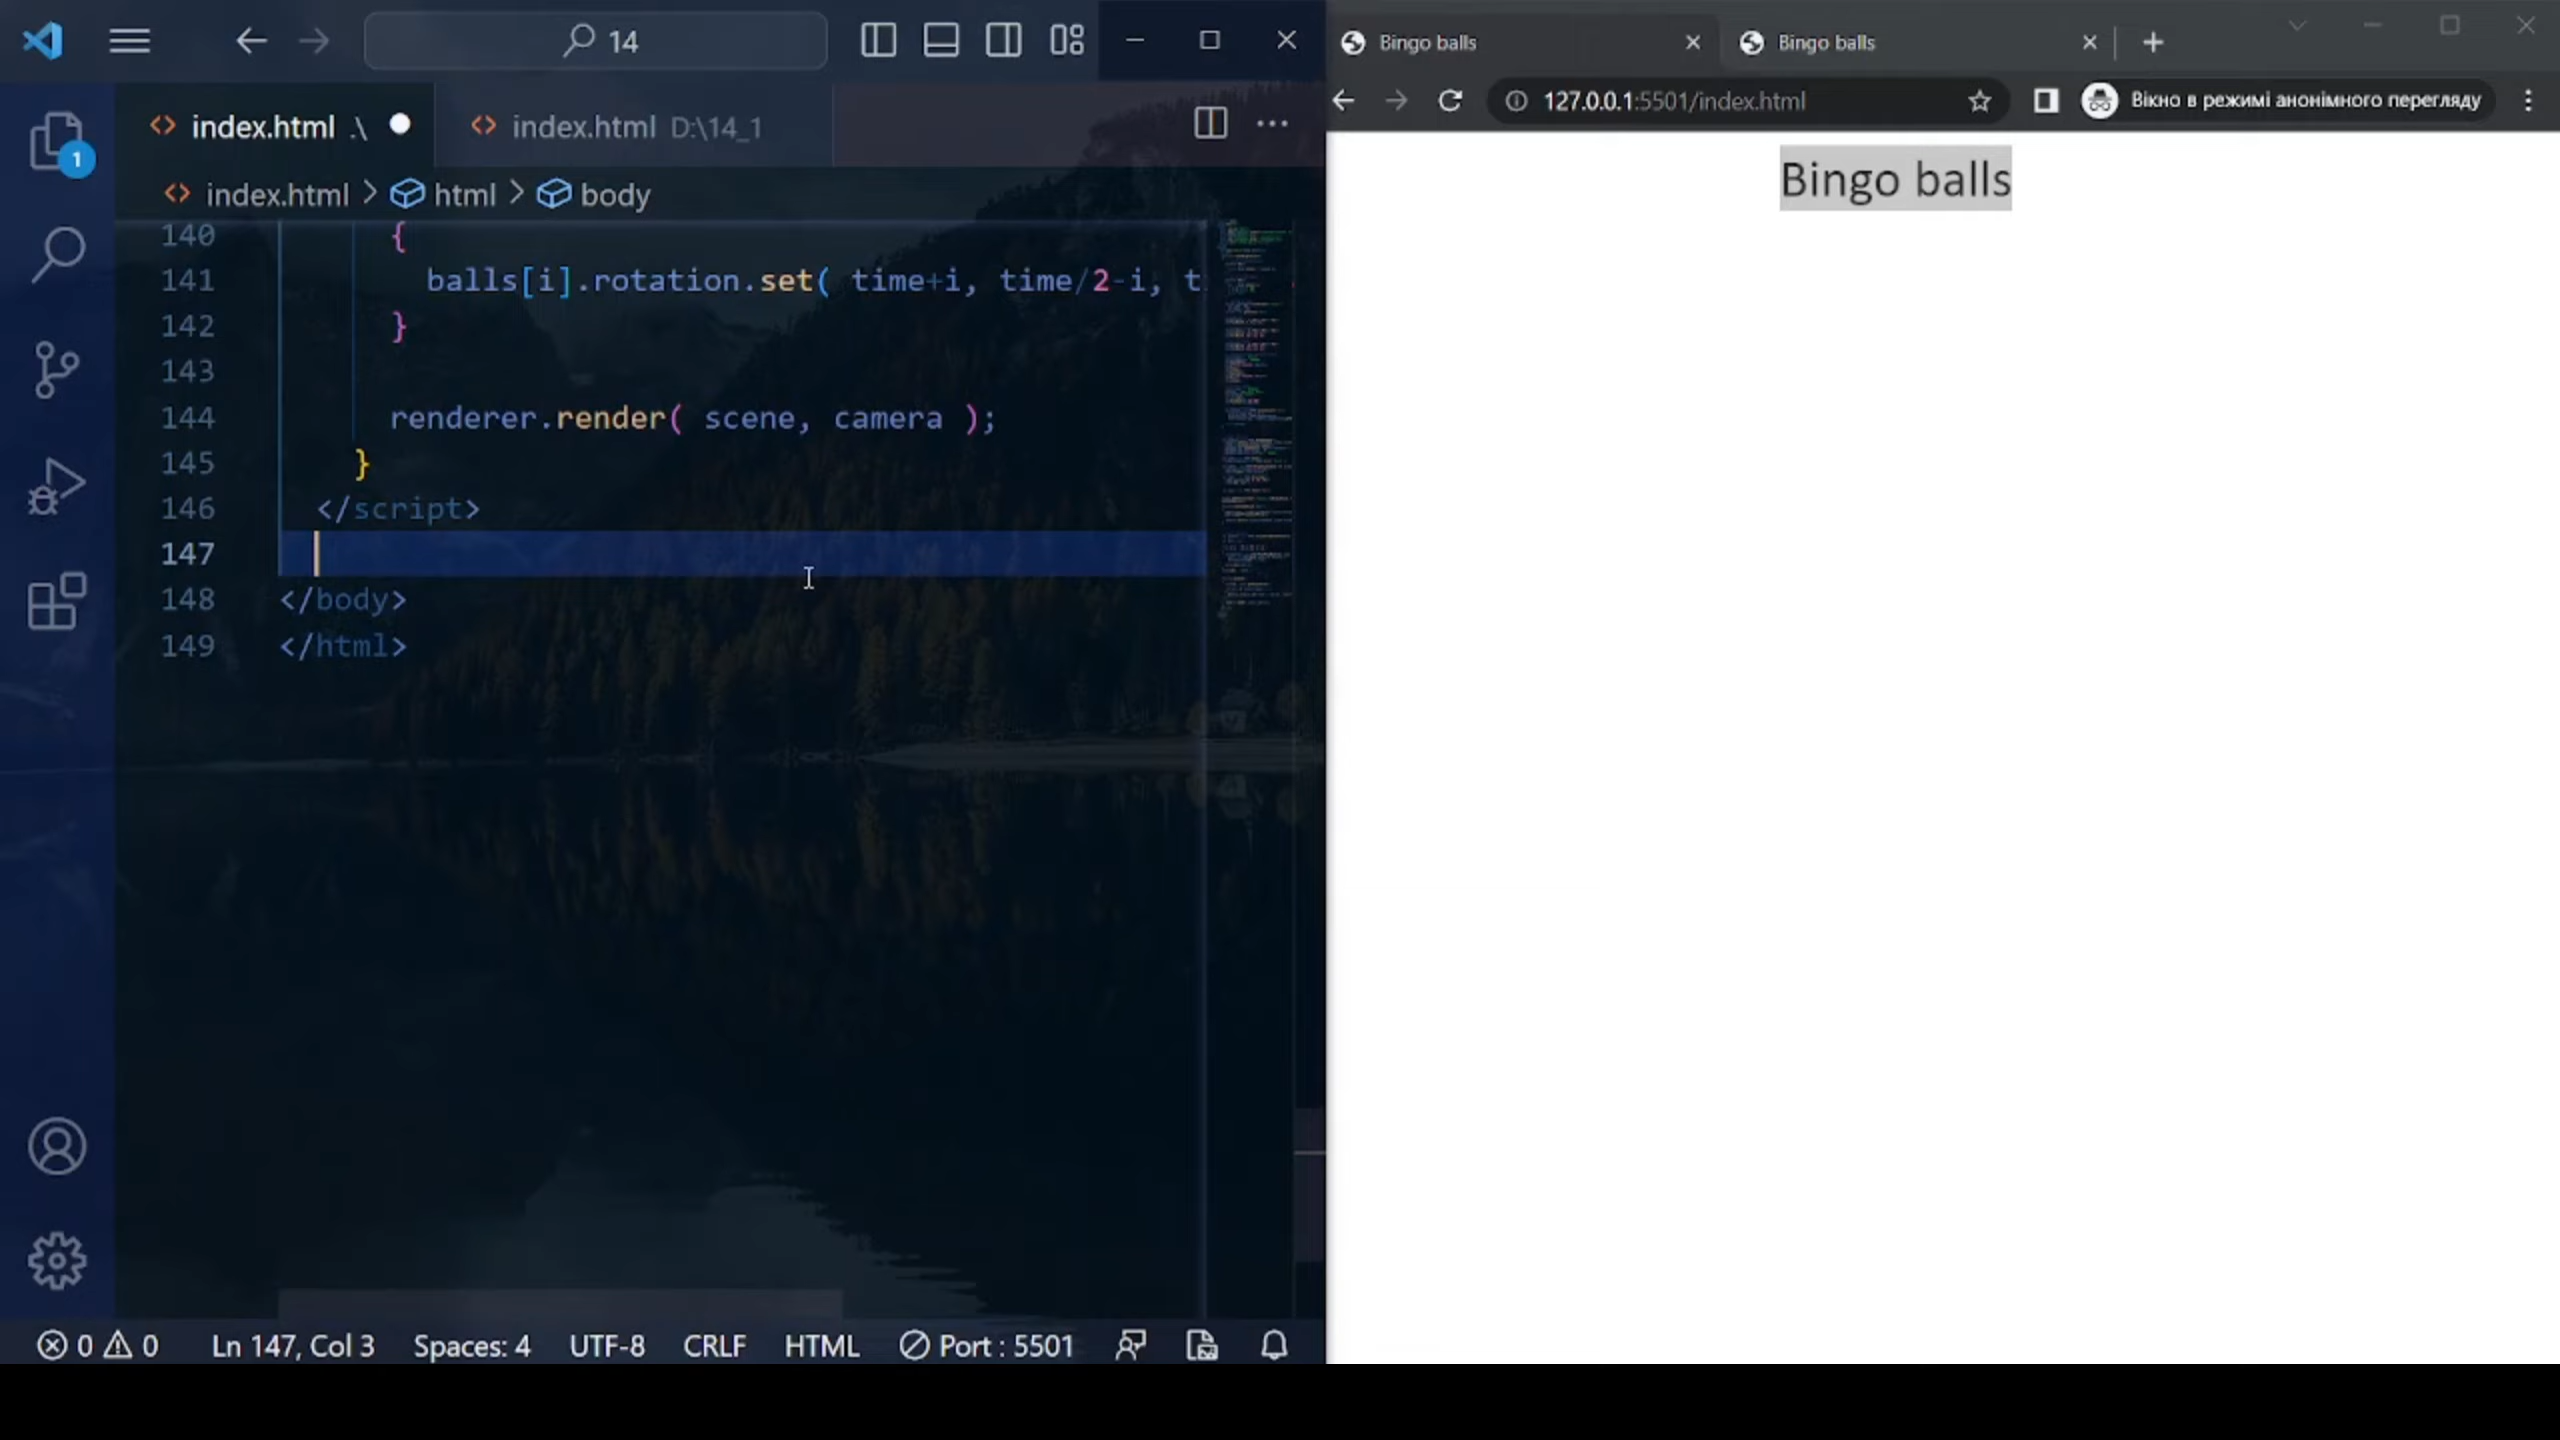 14
index.html .\
index.html D:\14_1
index.html > html > body
140 {
141 balls[i].rotation.set( time+i, time/2-i, t
142 }
143
144 renderer.render( scene, camera );
145 }
146 </script>
147
148 </body>
149 </html>
1
0 0 Ln 147, Col 3 Spaces: 4 UTF-8 CRLF HTML Port : 5501
Bingo balls
Bingo balls
127.0.0.1:5501/index.html
Вікно в режимі анонімного перегляду
Bingo balls